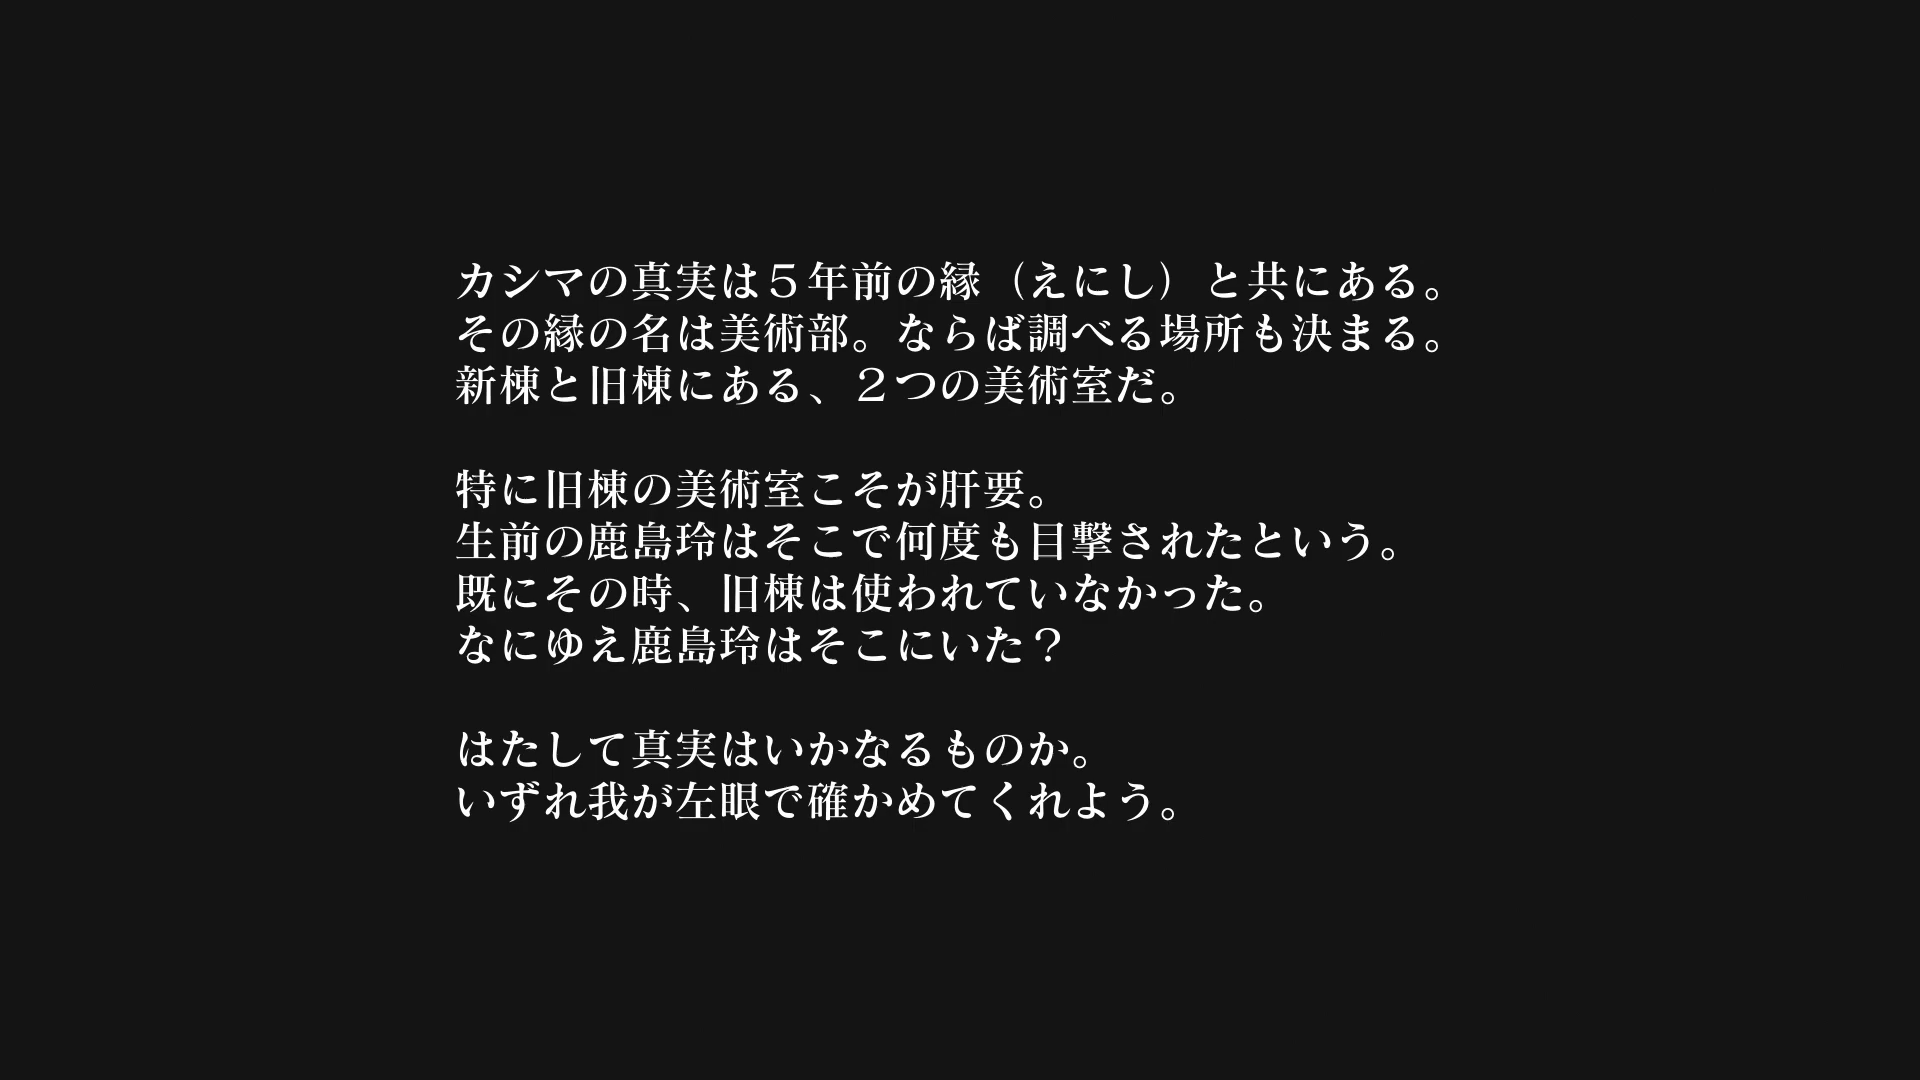 カシマの真実は５年前の縁（えにし）と共にある。
その縁の名は美術部。ならば調べる場所も決まる。
新棟と旧棟にある、２つの美術室だ。
特に旧棟の美術室こそが肝要。
生前の鹿島玲はそこで何度も目撃されたという。
既にその時、旧棟は使われていなかった。
なにゆえ鹿島玲はそこにいた？
はたして真実はいかなるものか。
いずれ我が左眼で確かめてくれよう。